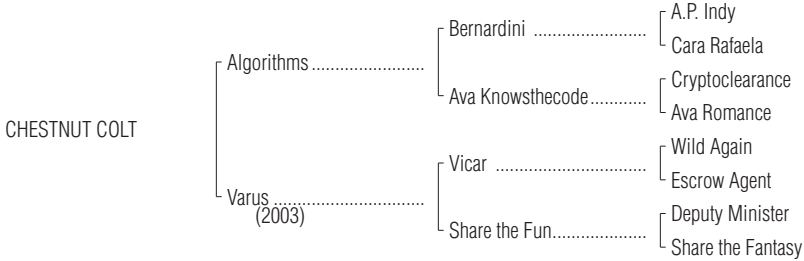 A.P. Indy
Bernardini ........................
Cara Rafaela
Algorithms........................
Cryptoclearance
Ava Knowsthecode............
Ava Romance
CHESTNUT COLT
Wild Again
Vicar ................................
Escrow Agent
Varus ................................
(2003)
Deputy Minister
Share the Fun....................
Share the Fantasy